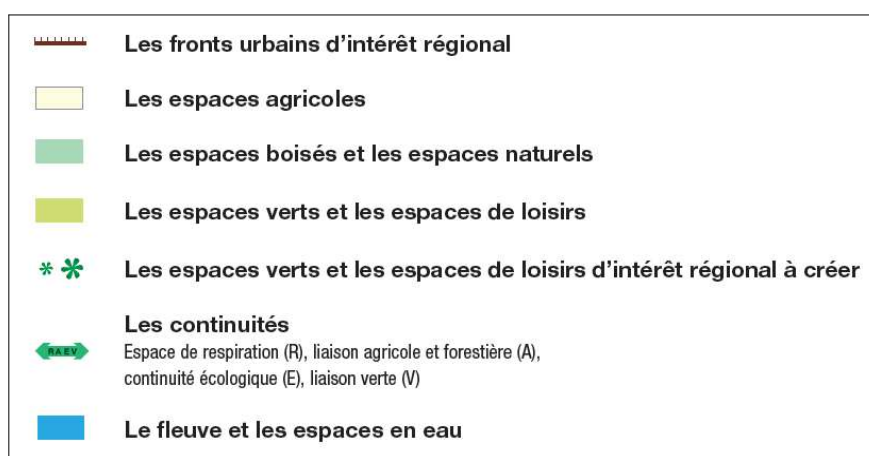 Les fronts urbains d'intérêt régional
Les espaces agricoles
Les espaces boisés et les espaces naturels
Les espaces verts et les espaces de loisirs
Les espaces verts et les espaces de loisirs d'intérêt régional à créer
Les continuités
R A E V
Espace de respiration (R), liaison agricole et forestière (A),
continuité écologique (E), liaison verte (V)
Le fleuve et les espaces en eau